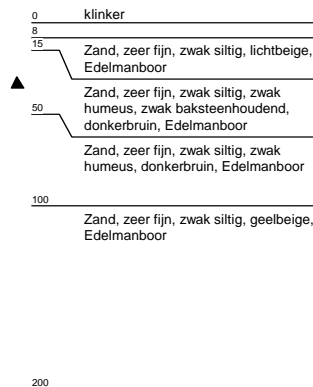 0 klinker
8
15
Zand, zeer fijn, zwak siltig, lichtbeige,
Edelmanboor
Zand, zeer fijn, zwak siltig, zwak
humeus, zwak baksteenhoudend,
50
donkerbruin, Edelmanboor
Zand, zeer fijn, zwak siltig, zwak
humeus, donkerbruin, Edelmanboor
100
Zand, zeer fijn, zwak siltig, geelbeige,
Edelmanboor
200